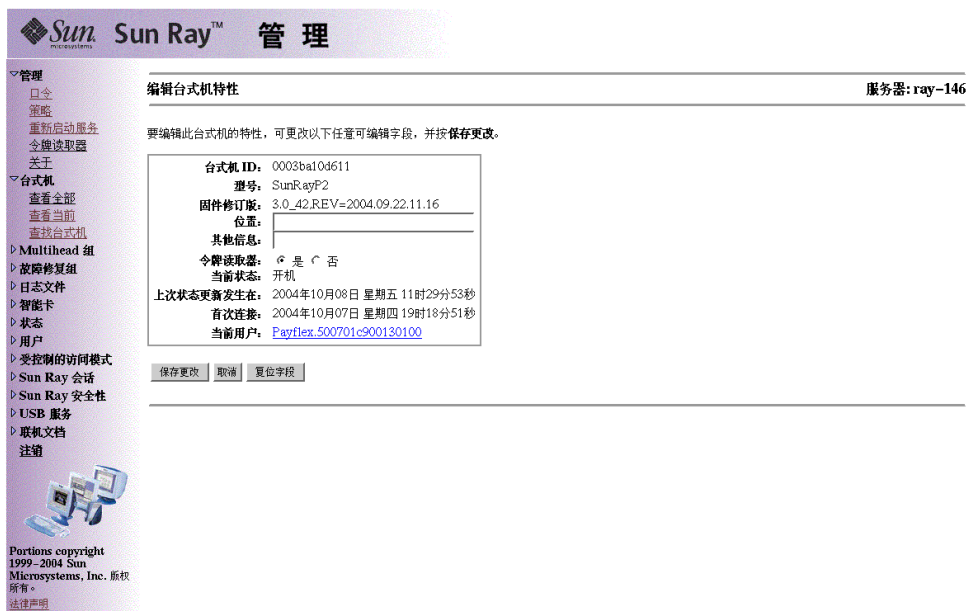 Sun microsystems Sun Ray™ 管 理
▽管理
口令
策略
重新启动服务
令牌读取器
关于
▽台式机
查看全部
查看当前
查找台式机
▷Multihead 组
▷故障修复组
▷日志文件
▷智能卡
▷状态
▷用户
▷受控制的访问模式
▷Sun Ray 会话
▷Sun Ray 安全性
▷USB 服务
▷联机文档
注销
Portions copyright
1999-2004 Sun
Microsystems, Inc. 版权
所有。
法律声明
编辑台式机特性 服务器: ray-146
要编辑此台式机的特性，可更改以下任意可编辑字段，并按保存更改。
台式机 ID: 0003ba10d611
型号: SunRayP2
固件修订版: 3.0_42,REV=2004.09.22.11.16
位置:
其他信息:
令牌读取器: 是 否
当前状态: 开机
上次状态更新发生在: 2004年10月08日 星期五 11时29分53秒
首次连接: 2004年10月07日 星期四 19时18分51秒
当前用户: Payflex.500701c900130100
保存更改 取消 复位字段